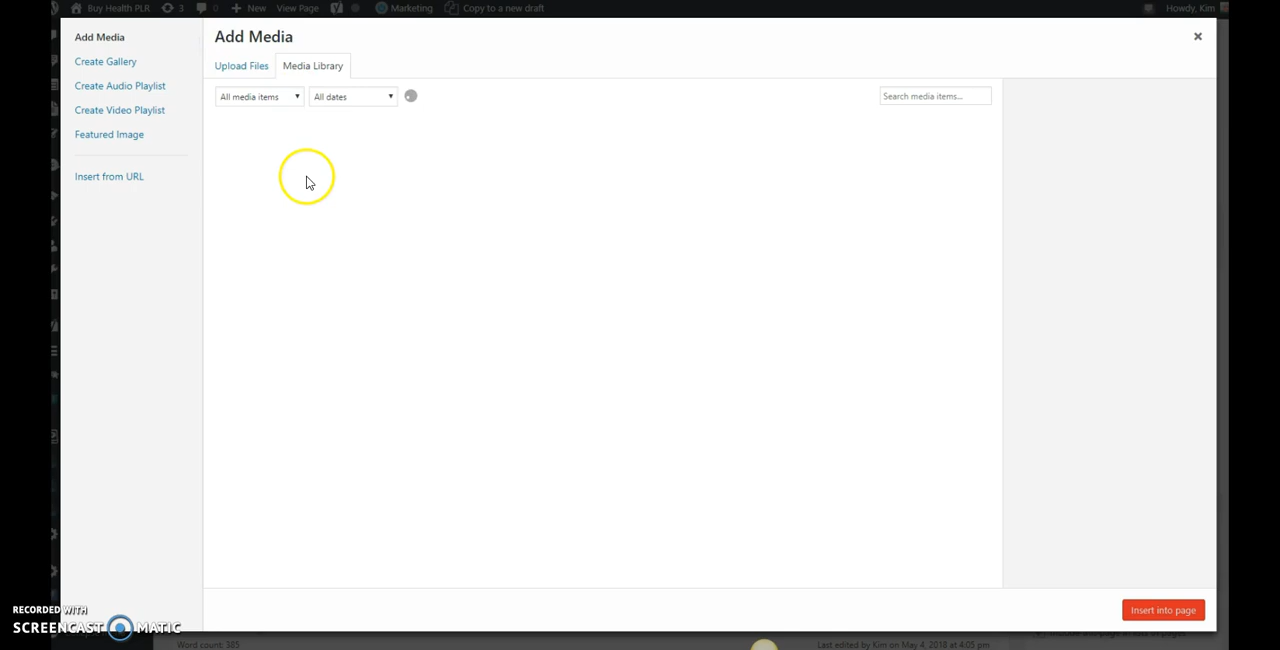 Buy Health PLR 3 0 New View Page Marketing Copy to a new draft Howdy, Kim
Add Media
Create Gallery
Create Audio Playlist
Create Video Playlist
Featured Image
Insert from URL
Add Media
Upload Files Media Library
All media items All dates Search media items...
Insert into page
RECORDED WITH
SCREENCAST MATIC
Word count: 385 Last edited by Kim on May 4, 2018 at 4:05 pm